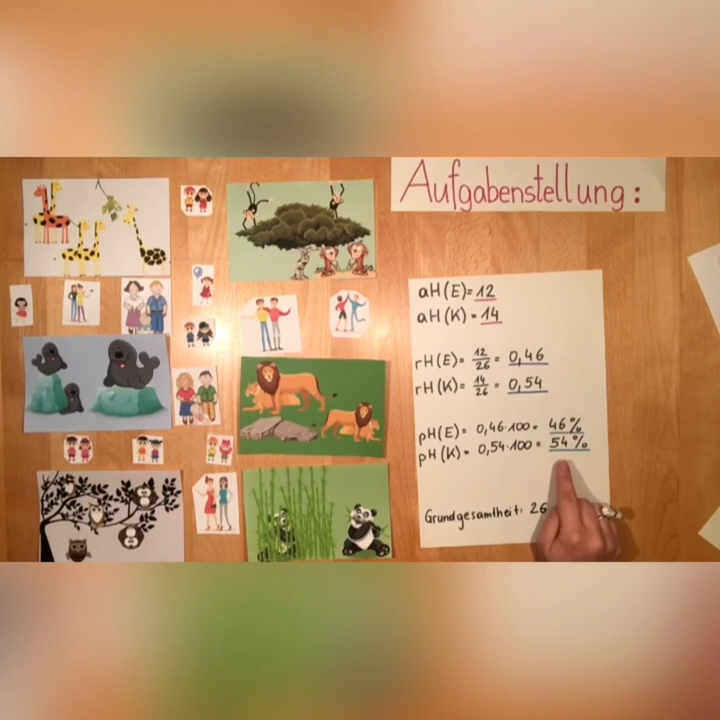 Aufgabenstellung:
aH(E)= 12
aH(K)= 14
rH(E)= 12/26 = 0,46
rH(K)= 14/26 = 0,54
pH(E)= 0,46·100= 46%
pH(K)= 0,54·100= 54%
Grundgesamtheit: 26